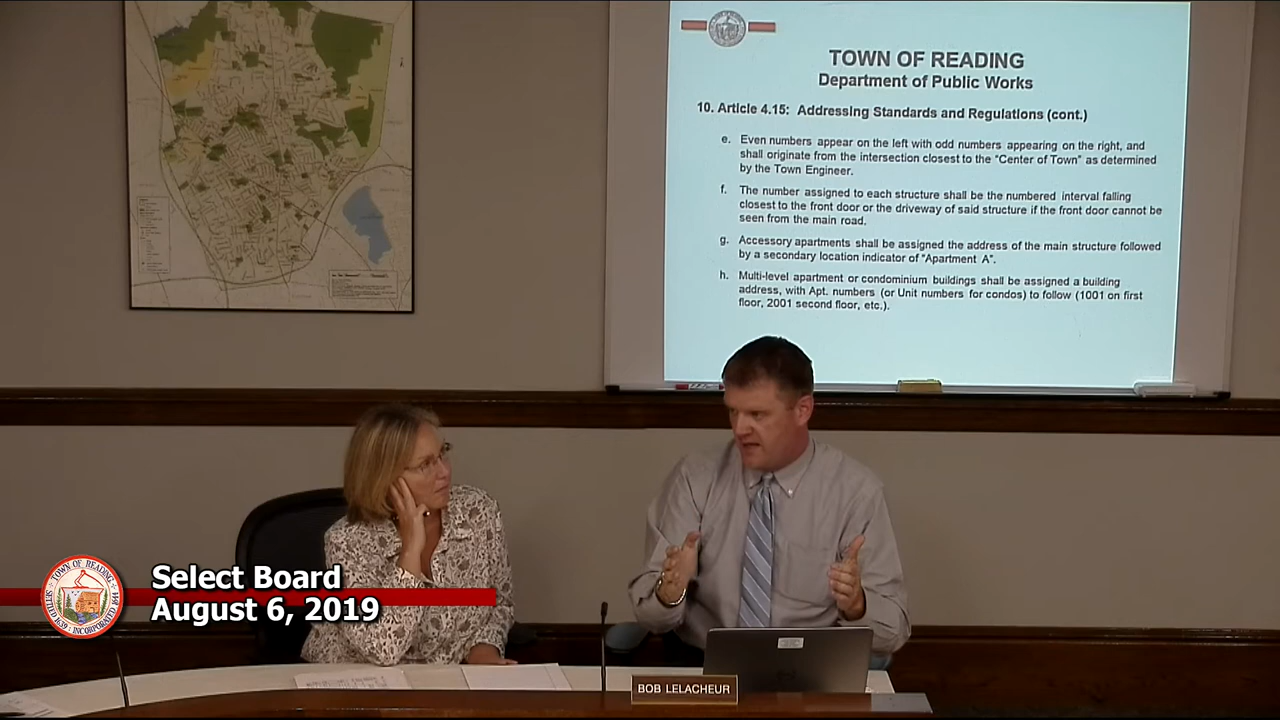 TOWN OF READING
Department of Public Works
10. Article 4.15: Addressing Standards and Regulations (cont.)
e. Even numbers appear on the left with odd numbers appearing on the right, and
shall originate from the intersection closest to the "Center of Town" as determined
by the Town Engineer.
f. The number assigned to each structure shall be the numbered interval falling
closest to the front door or the driveway of said structure if the front door cannot be
seen from the main road.
g. Accessory apartments shall be assigned the address of the main structure followed
by a secondary location indicator of "Apartment A".
h. Multi-level apartment or condominium buildings shall be assigned a building
address, with Apt. numbers (or Unit numbers for condos) to follow (1001 on first
floor, 2001 second floor, etc.).
TOWN OF READING
SETTLED 1639 · INCORPORATED 1644
Select Board
August 6, 2019
BOB LELACHEUR